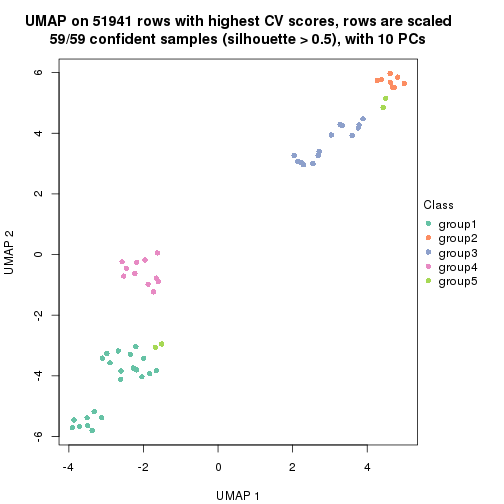 UMAP on 51941 rows with highest CV scores, rows are scaled
59/59 confident samples (silhouette > 0.5), with 10 PCs
6
4
2
0
-2
-4
-6
UMAP 2
-4
-2
0
2
4
UMAP 1
Class
group1
group2
group3
group4
group5